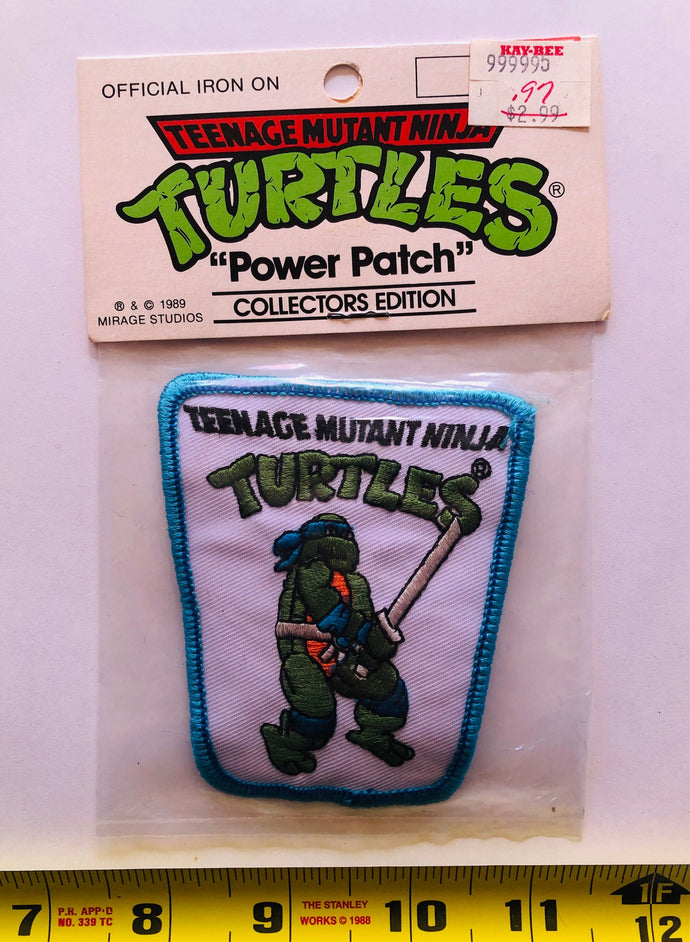 OFFICIAL IRON ON
KAY-BEE
999995
.97
$2.99
TEENAGE MUTANT NINJA
TURTLES®
"Power Patch"
® & © 1989
MIRAGE STUDIOS
COLLECTORS EDITION
TEENAGE MUTANT NINJA
TURTLES®
1F
7 P.R. APP'D NO. 339 TC 8 9 THE STANLEY WORKS © 1988 10 11 12